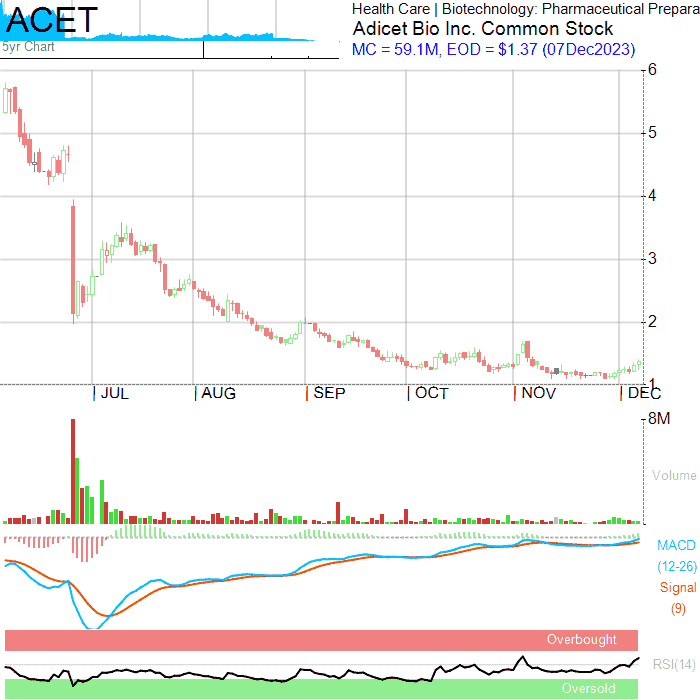 ACET
5yr Chart
Health Care | Biotechnology: Pharmaceutical Prepara
Adicet Bio Inc. Common Stock
MC = 59.1M, EOD = $1.37 (07Dec2023)
6
5
4
3
2
1
JUL
AUG
SEP
OCT
NOV
DEC
8M
Volume
MACD
(12-26)
Signal
(9)
Overbought
RSI(14)
Oversold